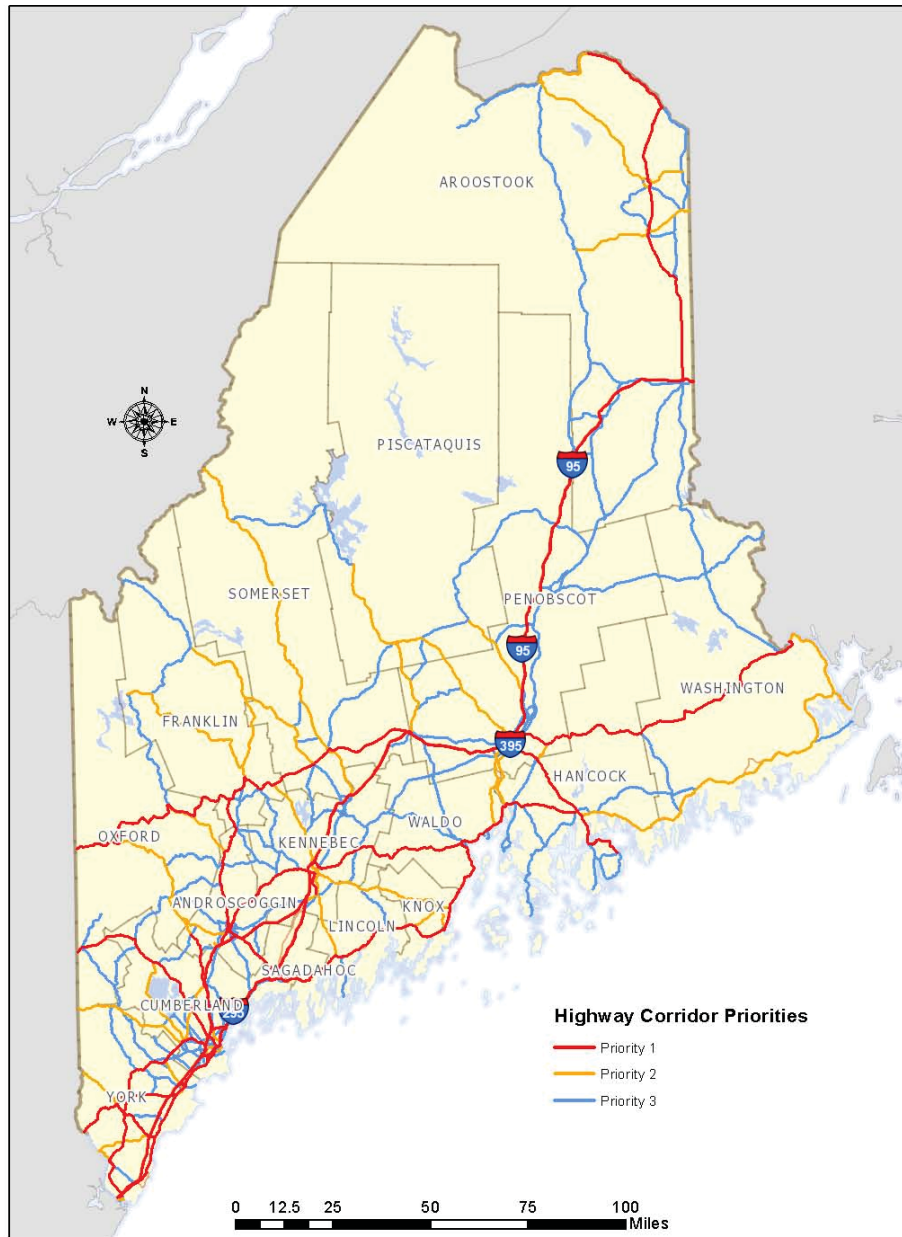 AROOSTOOK
N
W E
S
PISCATAQUIS
95
SOMERSET
PENOBSCOT
95
WASHINGTON
FRANKLIN
395
HANCOCK
OXFORD
WALDO
KENNEBEC
ANDROSCOGGIN
KNOX
LINCOLN
SAGADAHOC
CUMBERLAND
295
YORK
Highway Corridor Priorities
Priority 1
Priority 2
Priority 3
0 12.5 25 50 75 100
Miles